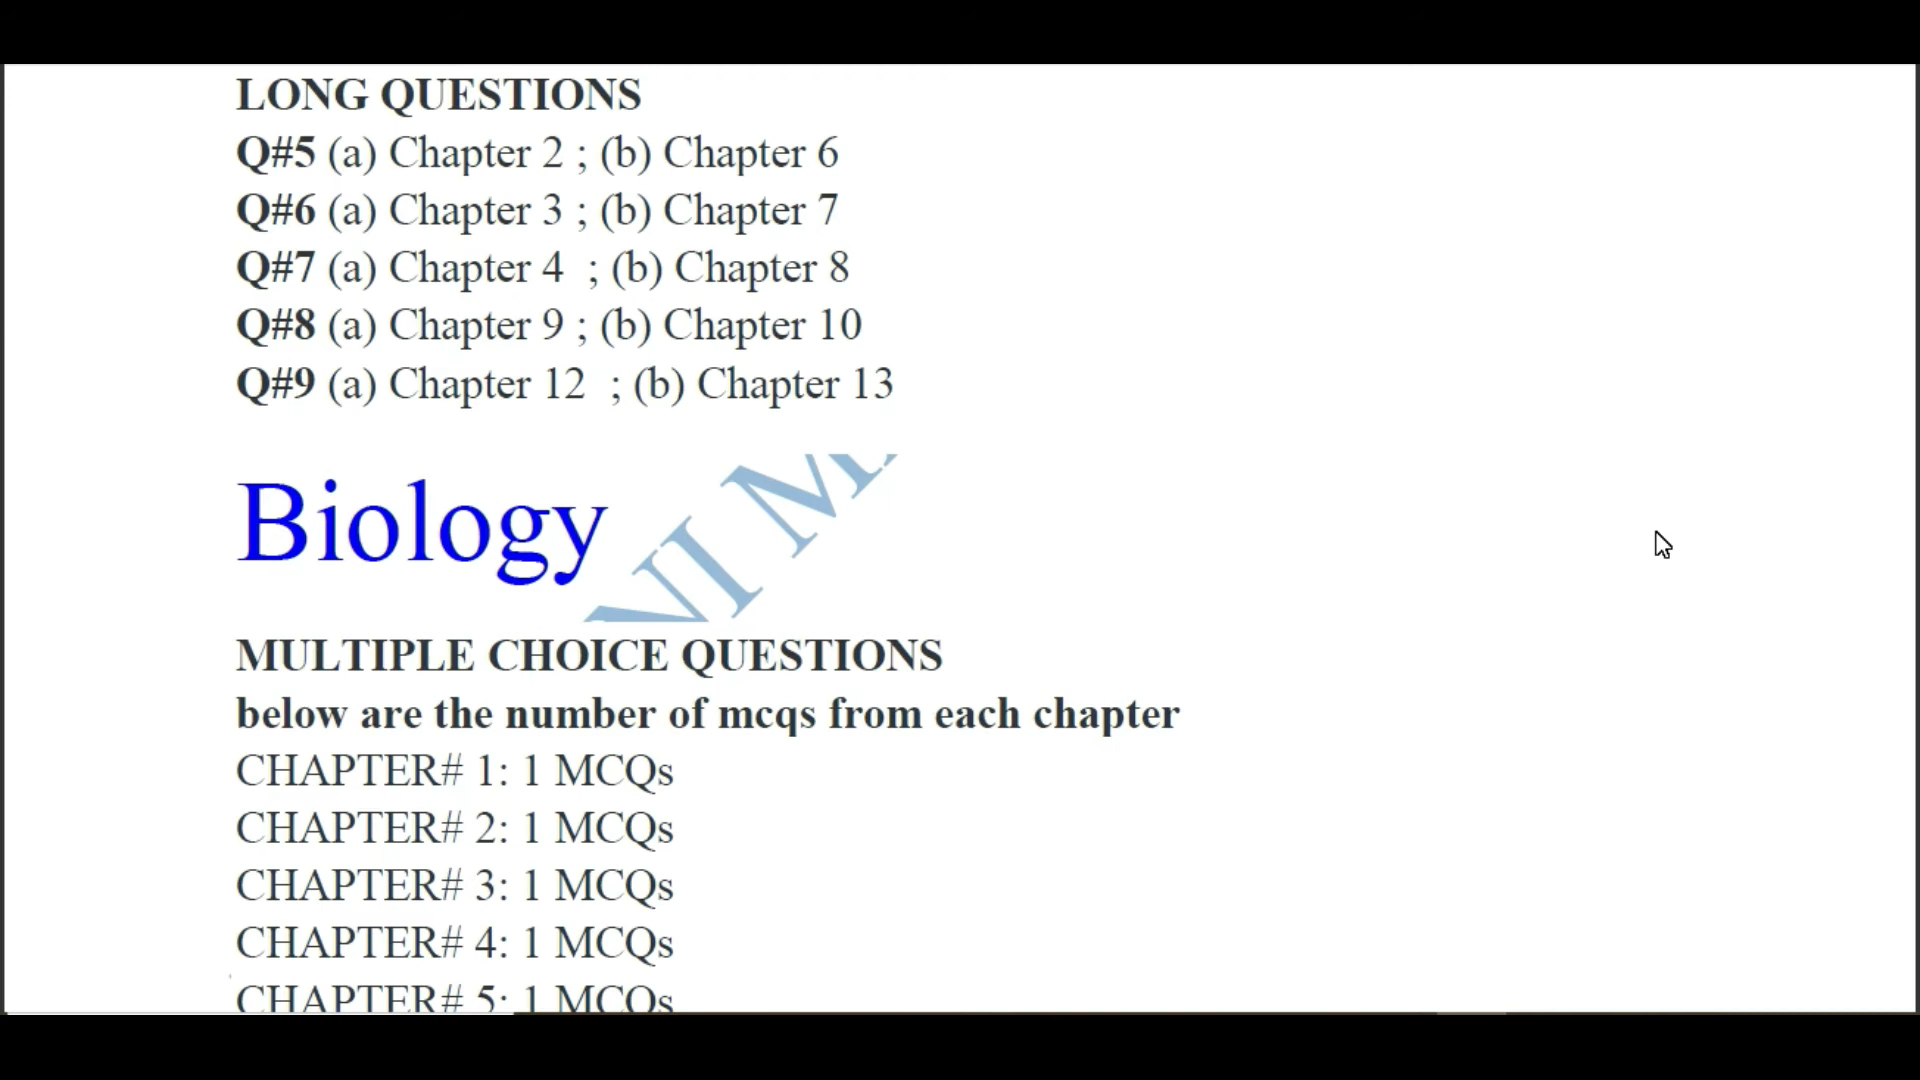 LONG QUESTIONS
Q#5 (a) Chapter 2 ; (b) Chapter 6
Q#6 (a) Chapter 3 ; (b) Chapter 7
Q#7 (a) Chapter 4 ; (b) Chapter 8
Q#8 (a) Chapter 9 ; (b) Chapter 10
Q#9 (a) Chapter 12 ; (b) Chapter 13
Biology
MULTIPLE CHOICE QUESTIONS
below are the number of mcqs from each chapter
CHAPTER# 1: 1 MCQs
CHAPTER# 2: 1 MCQs
CHAPTER# 3: 1 MCQs
CHAPTER# 4: 1 MCQs
CHAPTER# 5: 1 MCQs